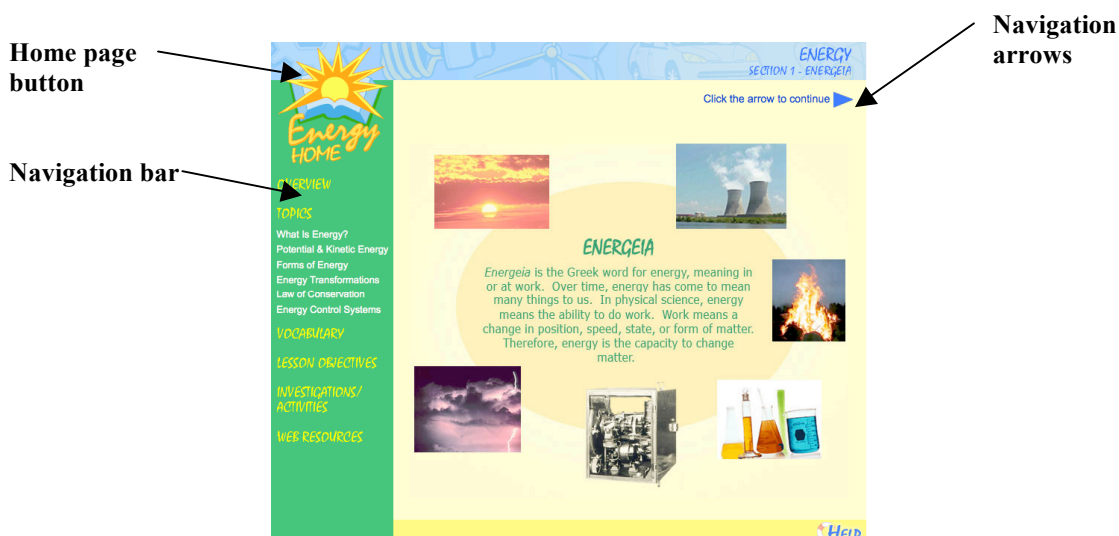 Home page
button
Navigation bar
Navigation
arrows
ENERGY
SECTION 1 - ENERGEIA
Click the arrow to continue
Energy
HOME
OVERVIEW
TOPICS
What Is Energy?
Potential & Kinetic Energy
Forms of Energy
Energy Transformations
Law of Conservation
Energy Control Systems
VOCABULARY
LESSON OBJECTIVES
INVESTIGATIONS/
ACTIVITIES
WEB RESOURCES
ENERGEIA
Energeia is the Greek word for energy, meaning in
or at work. Over time, energy has come to mean
many things to us. In physical science, energy
means the ability to do work. Work means a
change in position, speed, state, or form of matter.
Therefore, energy is the capacity to change
matter.
HELP